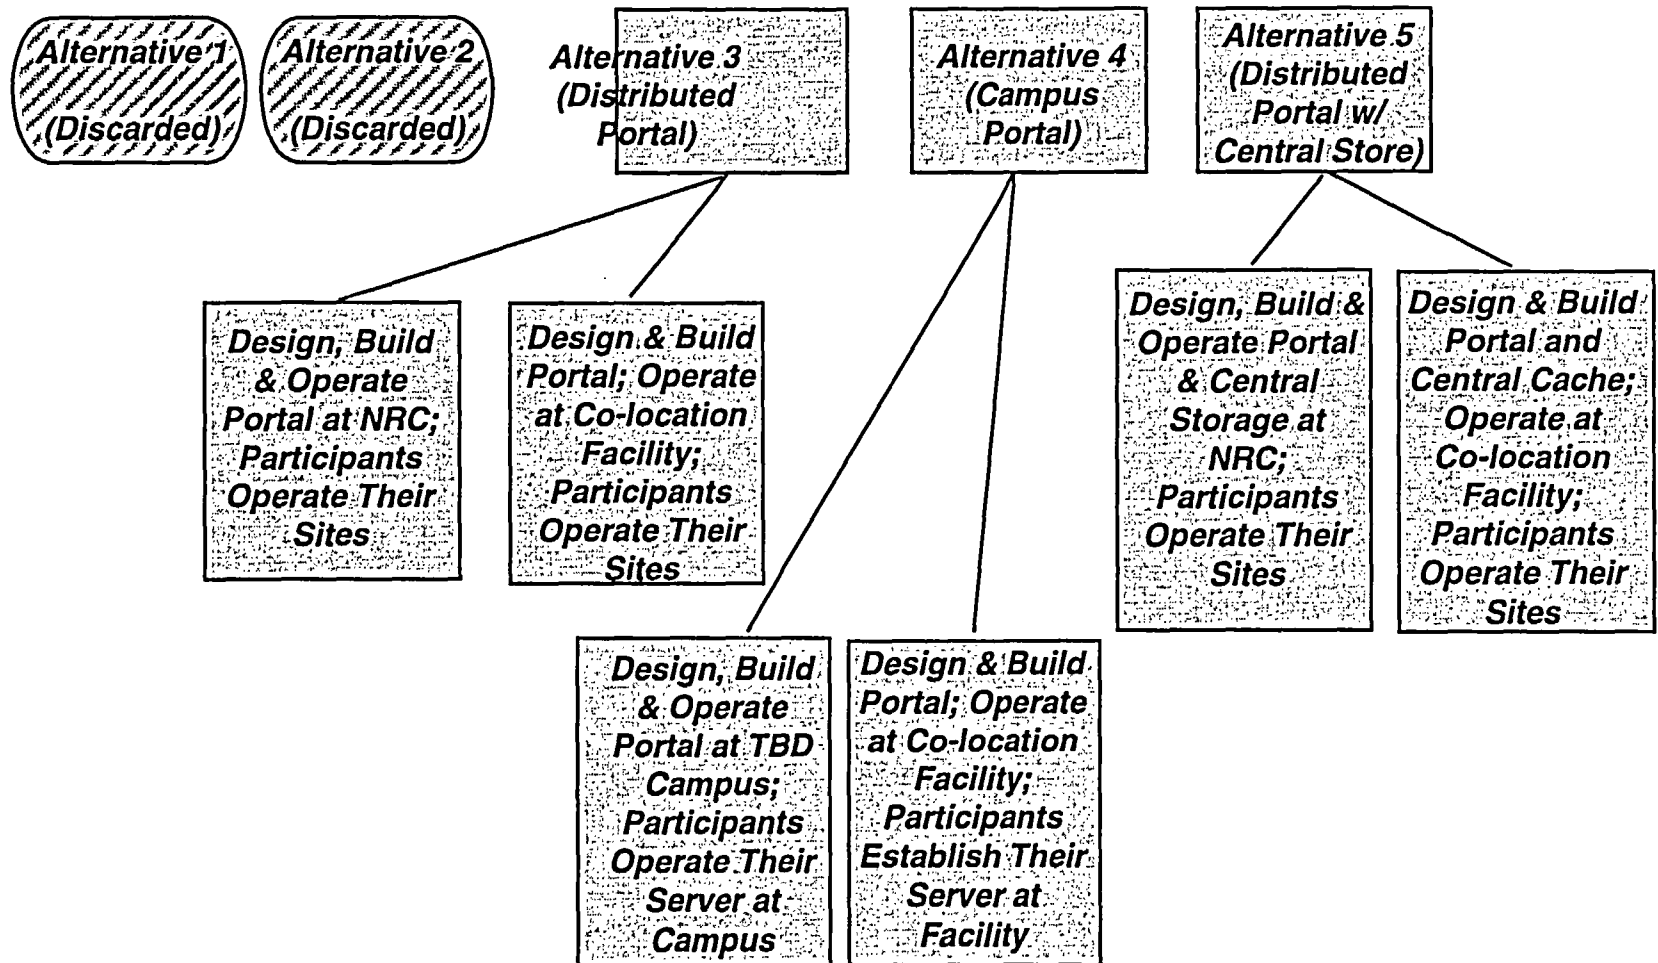 Alternative 1
(Discarded)
Alternative 2
(Discarded)
Alternative 3
(Distributed
Portal)
Alternative 4
(Campus
Portal)
Alternative 5
(Distributed
Portal w/
Central Store)
Design, Build
& Operate
Portal at NRC;
Participants
Operate Their
Sites
Design & Build
Portal; Operate
at Co-location
Facility;
Participants
Operate Their
Sites
Design, Build &
Operate Portal
& Central
Storage at
NRC;
Participants
Operate Their
Sites
Design & Build
Portal and
Central Cache;
Operate at
Co-location
Facility;
Participants
Operate Their
Sites
Design, Build
& Operate
Portal at TBD
Campus;
Participants
Operate Their
Server at
Campus
Design & Build
Portal; Operate
at Co-location
Facility;
Participants
Establish Their
Server at
Facility